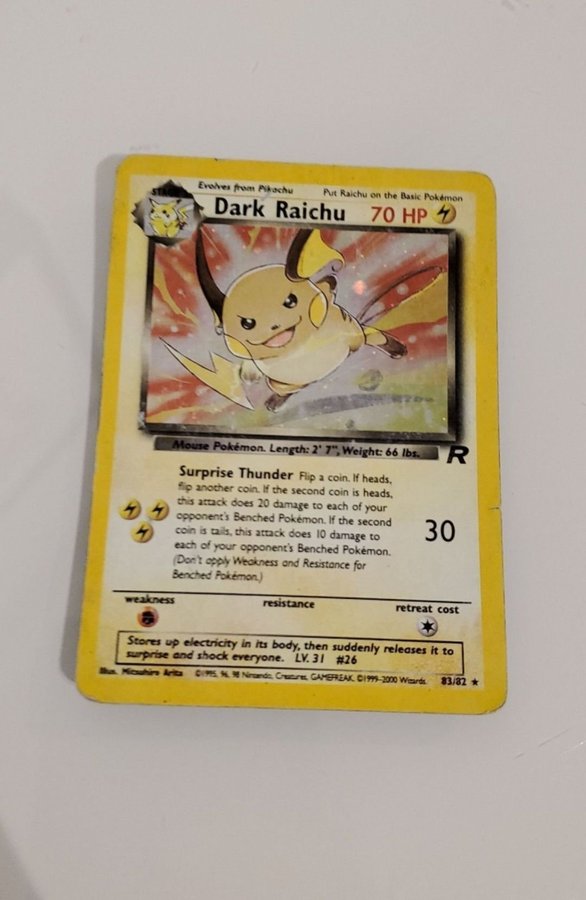 Evolves from Pikachu
Put Raichu on the Basic Pokémon
Dark Raichu 70 HP
Mouse Pokémon. Length: 2' 7", Weight: 66 lbs.
R
Surprise Thunder Flip a coin. If heads,
flip another coin. If the second coin is heads,
this attack does 20 damage to each of your
opponent's Benched Pokémon. If the second
coin is tails, this attack does 10 damage to
each of your opponent's Benched Pokémon.
(Don't apply Weakness and Resistance for
Benched Pokémon.)
30
weakness
resistance
retreat cost
Stores up electricity in its body, then suddenly releases it to
surprise and shock everyone. LV. 31 #26
Illus. Mitsuhiro Arita ©1995, 96, 98 Nintendo, Creatures, GAMEFREAK. ©1999-2000 Wizards. 83/82 ★